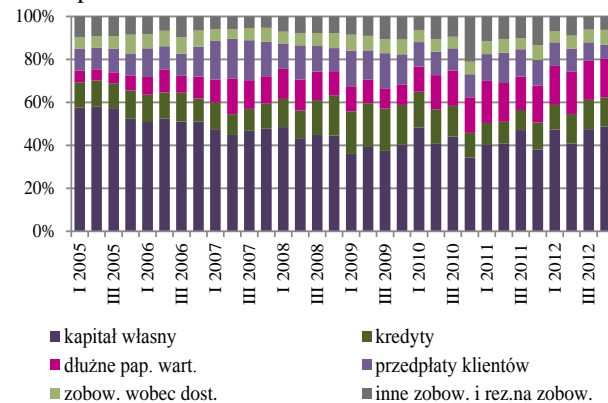 100%
80%
60%
40%
20%
0%
I 2005
III 2005
I 2006
III 2006
I 2007
III 2007
I 2008
III 2008
I 2009
III 2009
I 2010
III 2010
I 2011
III 2011
I 2012
III 2012
kapitał własny
kredyty
dłużne pap. wart.
przedpłaty klientów
zobow. wobec dost.
inne zobow. i rez.na zobow.